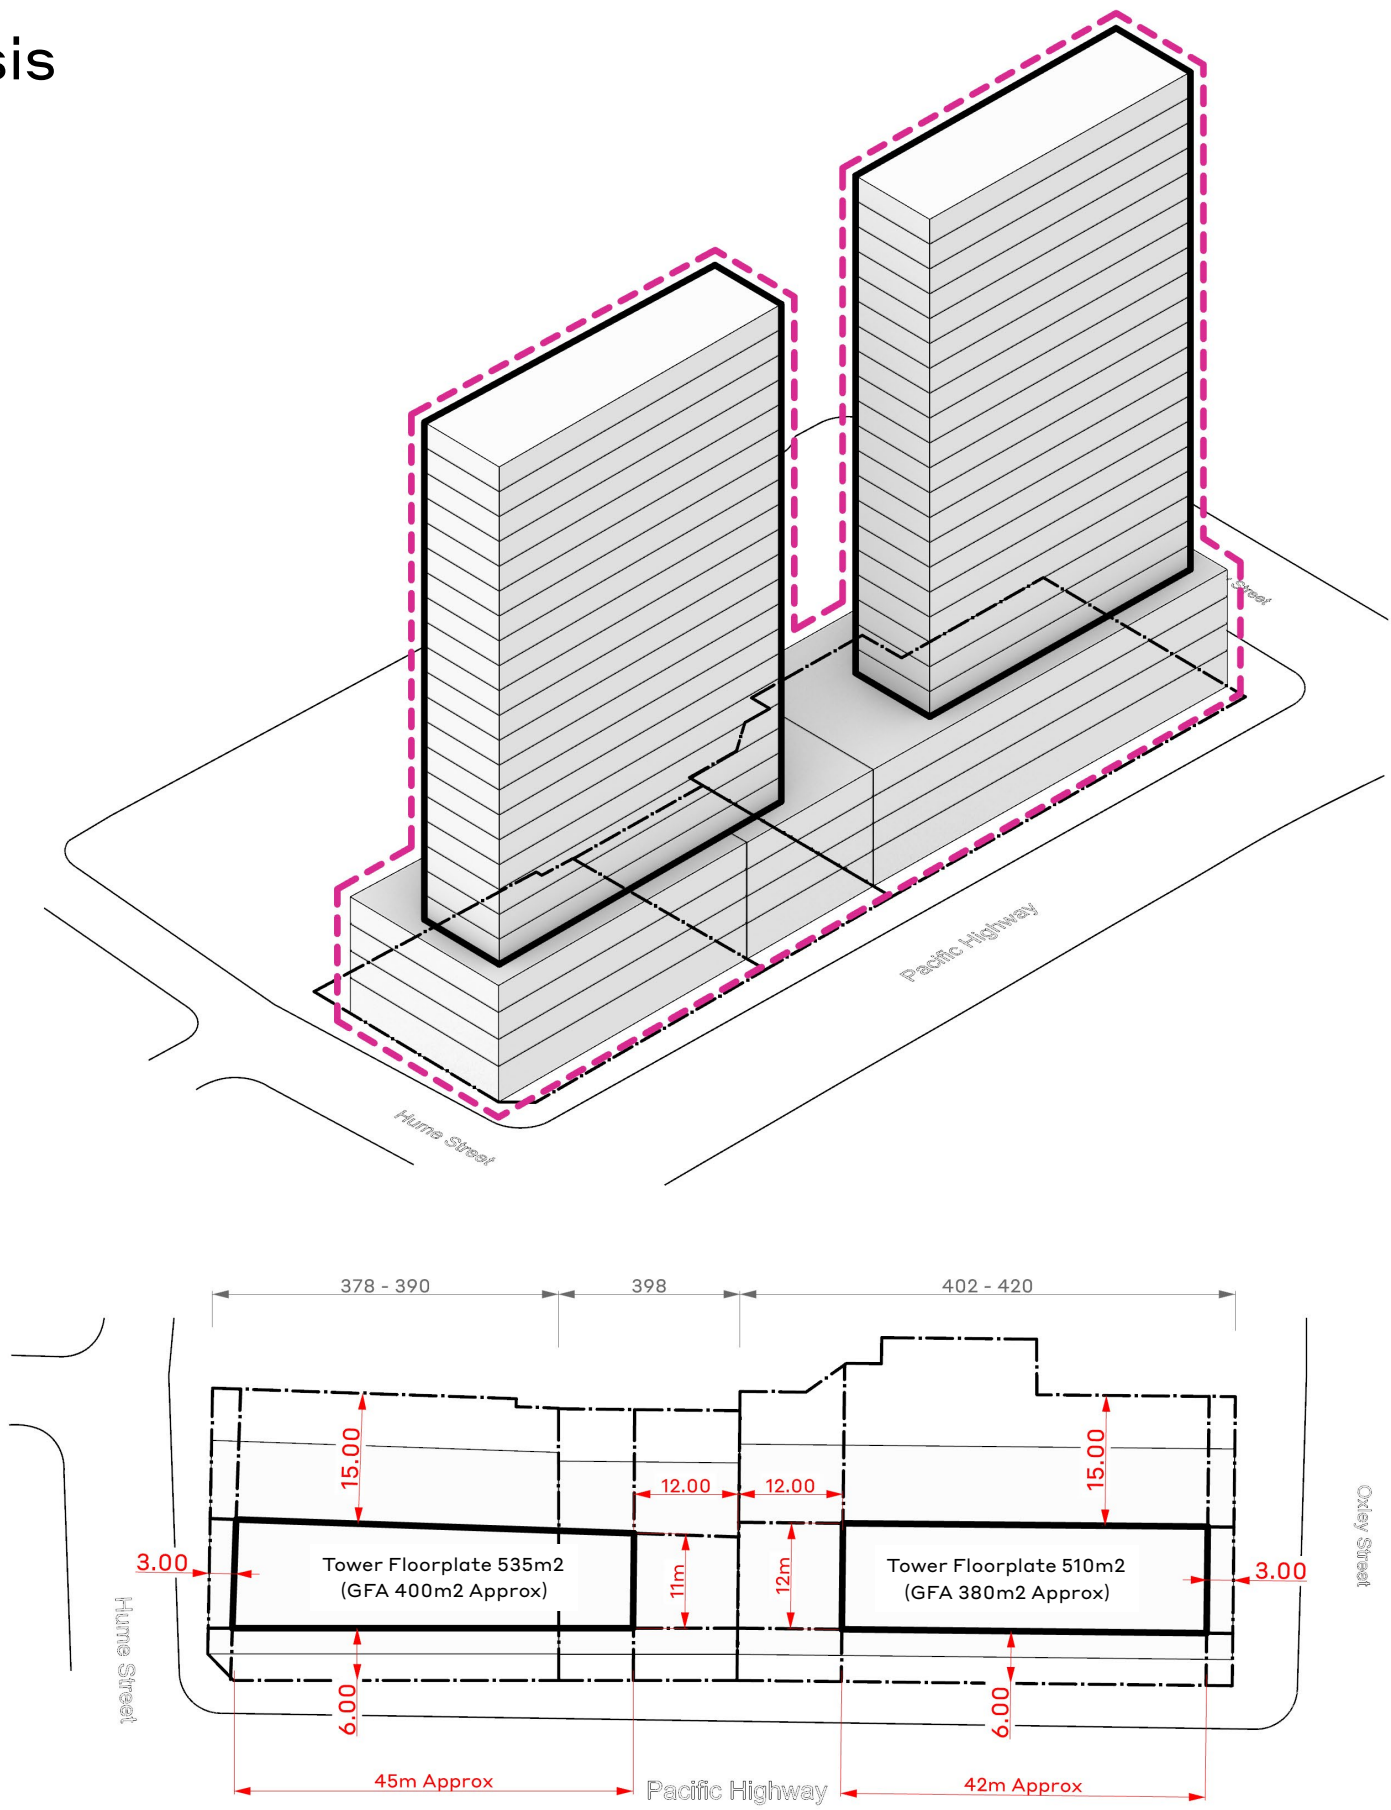 sis
Street
Pacific Highway
Hume Street
378 - 390
398
402 - 420
15.00
15.00
12.00
12.00
3.00
Tower Floorplate 535m2
(GFA 400m2 Approx)
11m
12m
Tower Floorplate 510m2
(GFA 380m2 Approx)
3.00
Oxley Street
Hume Street
6.00
6.00
45m Approx
Pacific Highway
42m Approx